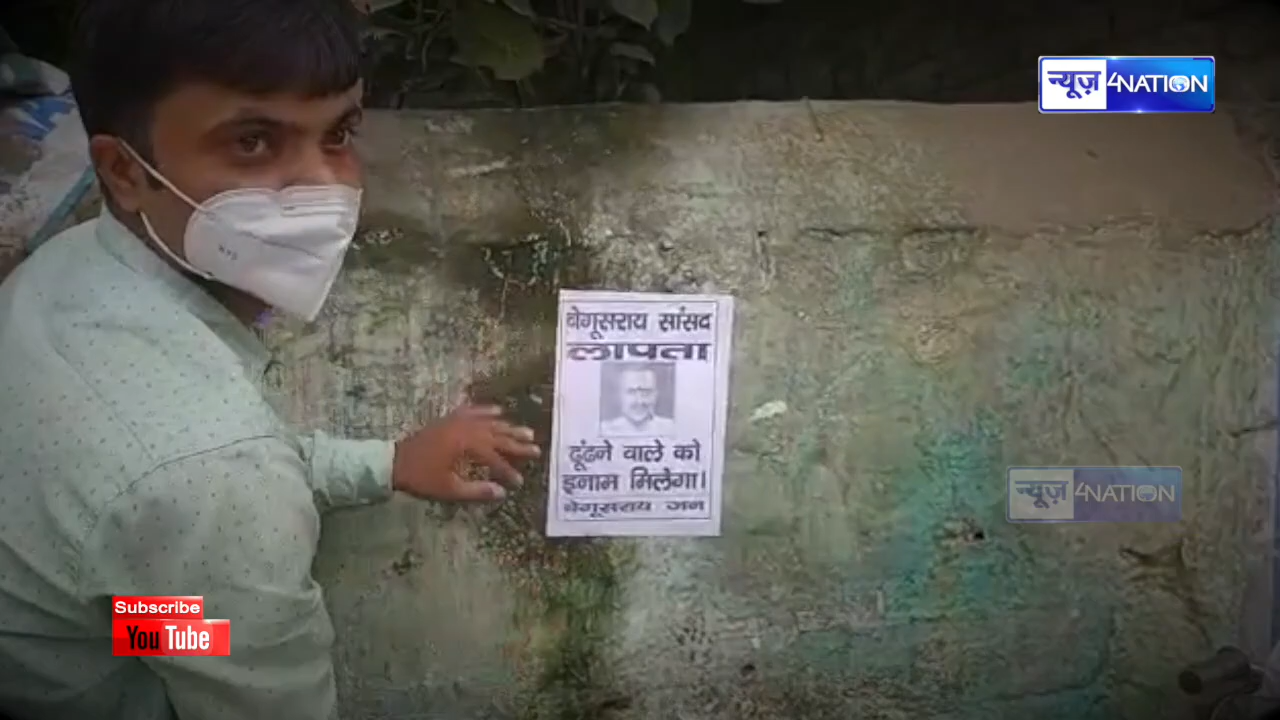 न्यूज़ 4NATION
बेगूसराय सांसद
लापता
ढूंढने वाले को
इनाम मिलेगा।
बेगूसराय जन
न्यूज़ 4NATION
Subscribe
YouTube